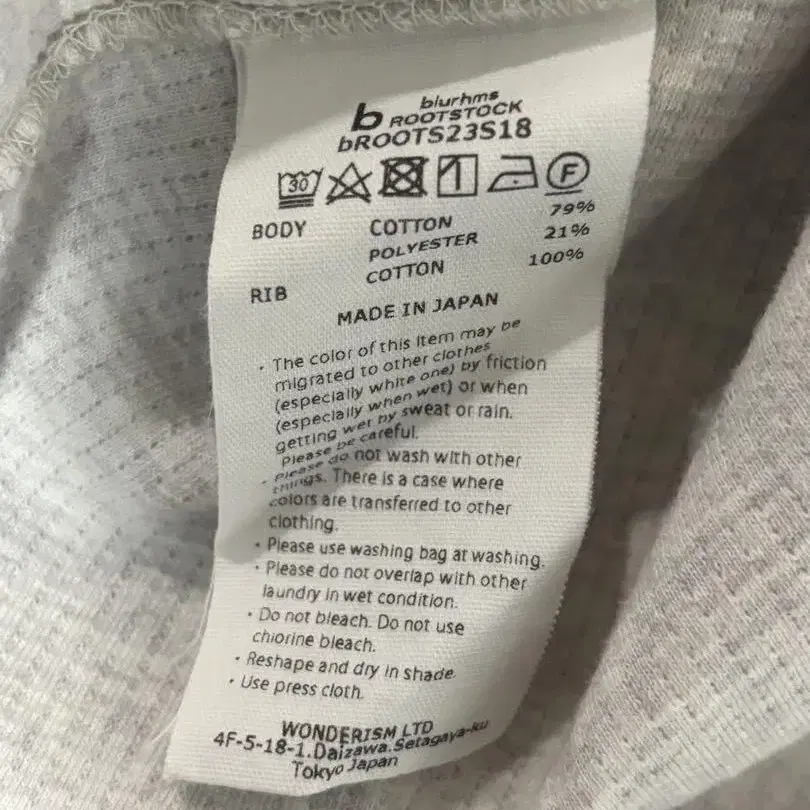 b blurhms
ROOTSTOCK
bROOTS23S18
30 F
BODY COTTON 79%
POLYESTER 21%
RIB COTTON 100%
MADE IN JAPAN
· The color of this item may be
migrated to other clothes
(especially white one) by friction
(especially when wet) or when
getting wet by sweat or rain.
Please be careful.
· Please do not wash with other
things. There is a case where
colors are transferred to other
clothing.
· Please use washing bag at washing.
· Please do not overlap with other
laundry in wet condition.
· Do not bleach. Do not use
chiorine bleach.
· Reshape and dry in shade.
· Use press cloth.
WONDERISM LTD
4F-5-18-1.Daizawa.Setagaya-ku
Tokyo Japan